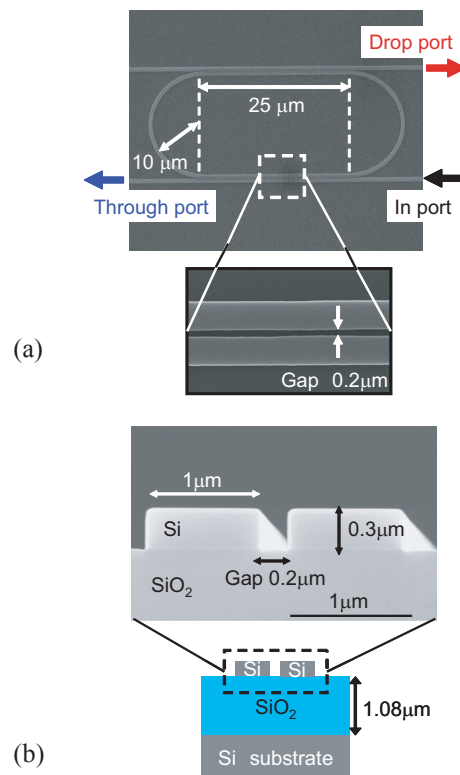 Drop port
25 μm
10 μm
Through port
In port
(a)
Gap 0.2μm
1μm
Si
0.3μm
SiO2
Gap 0.2μm
1μm
Si Si
SiO2
1.08μm
(b)
Si substrate